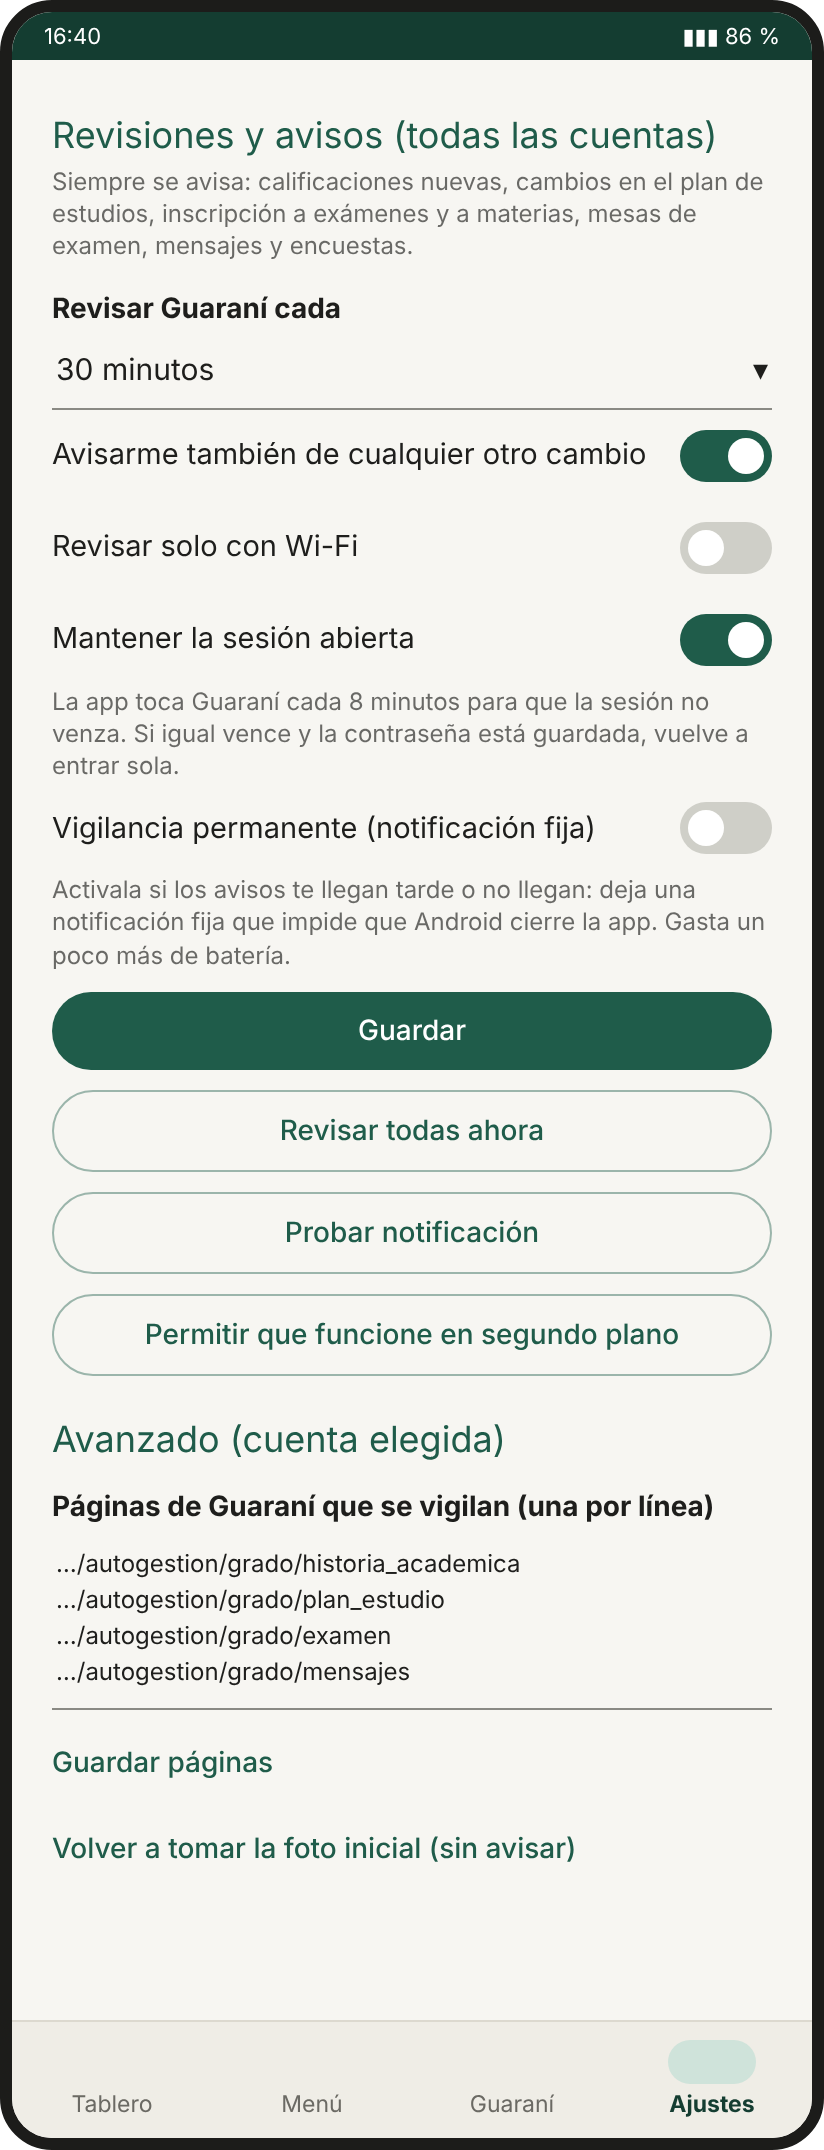 16:40
86 %
Revisiones y avisos (todas las cuentas)
Siempre se avisa: calificaciones nuevas, cambios en el plan de
estudios, inscripción a exámenes y a materias, mesas de
examen, mensajes y encuestas.
Revisar Guaraní cada
30 minutos
Avisarme también de cualquier otro cambio
Revisar solo con Wi-Fi
Mantener la sesión abierta
La app toca Guaraní cada 8 minutos para que la sesión no
venza. Si igual vence y la contraseña está guardada, vuelve a
entrar sola.
Vigilancia permanente (notificación fija)
Activala si los avisos te llegan tarde o no llegan: deja una
notificación fija que impide que Android cierre la app. Gasta un
poco más de batería.
Guardar
Revisar todas ahora
Probar notificación
Permitir que funcione en segundo plano
Avanzado (cuenta elegida)
Páginas de Guaraní que se vigilan (una por línea)
.../autogestion/grado/historia_academica
.../autogestion/grado/plan_estudio
.../autogestion/grado/examen
.../autogestion/grado/mensajes
Guardar páginas
Volver a tomar la foto inicial (sin avisar)
Tablero
Menú
Guaraní
Ajustes